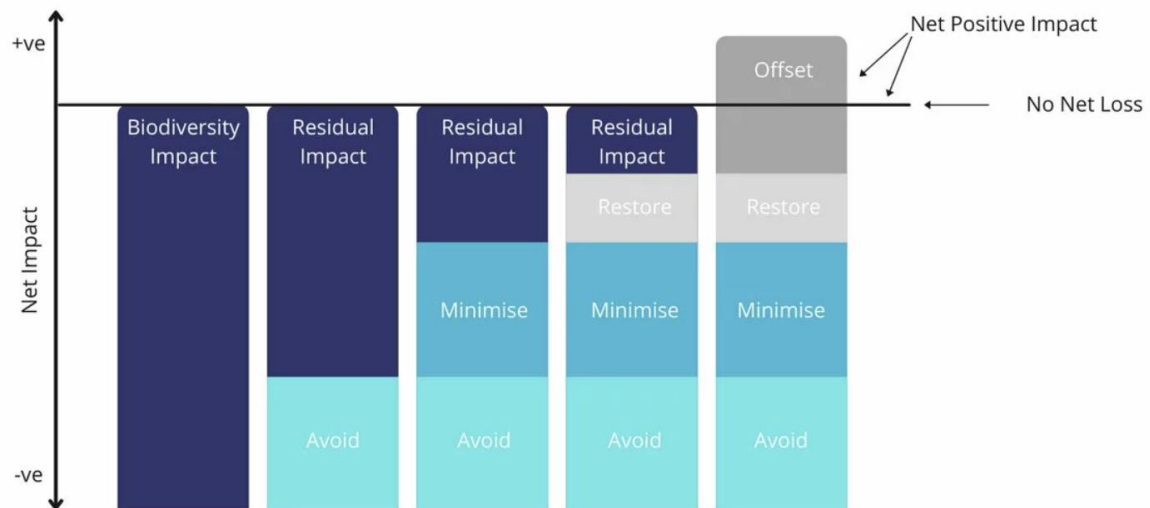 Net Positive Impact
+ve
Offset
No Net Loss
Biodiversity
Impact
Residual
Impact
Residual
Impact
Residual
Impact
Restore
Restore
Net Impact
Minimise
Minimise
Minimise
Avoid
Avoid
Avoid
Avoid
-ve